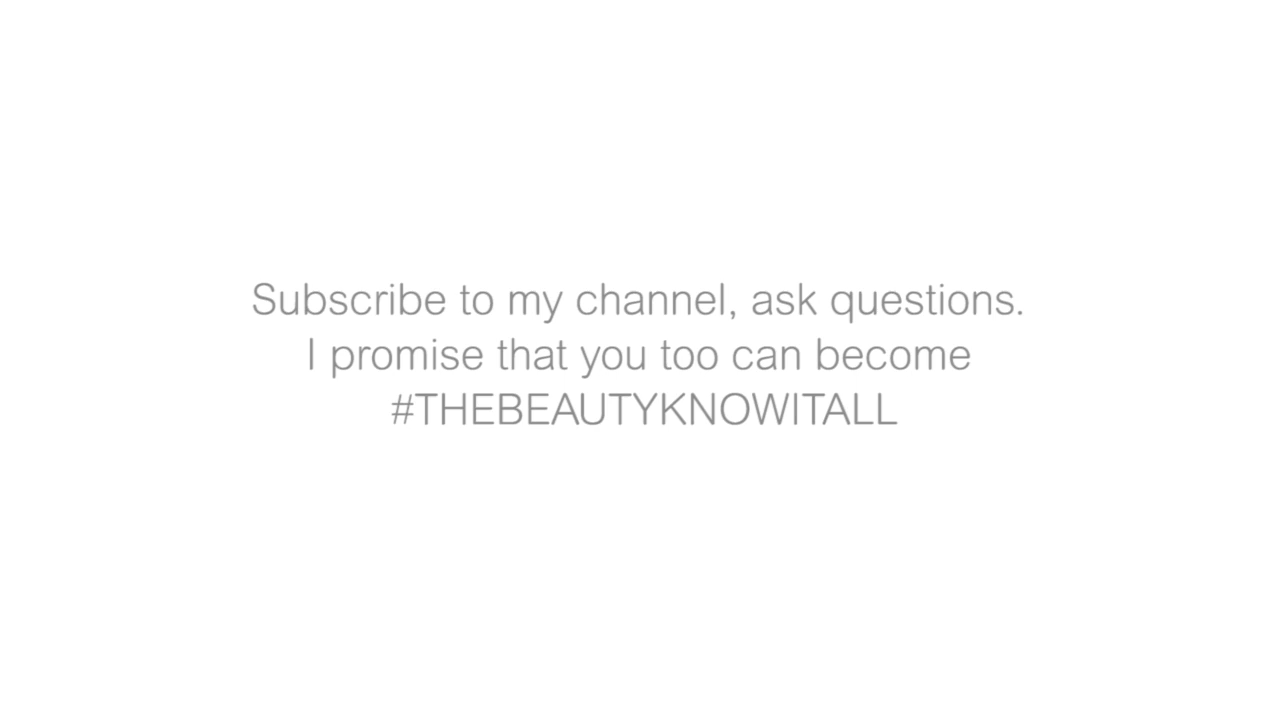 Subscribe to my channel, ask questions.
I promise that you too can become
#THEBEAUTYKNOWITALL